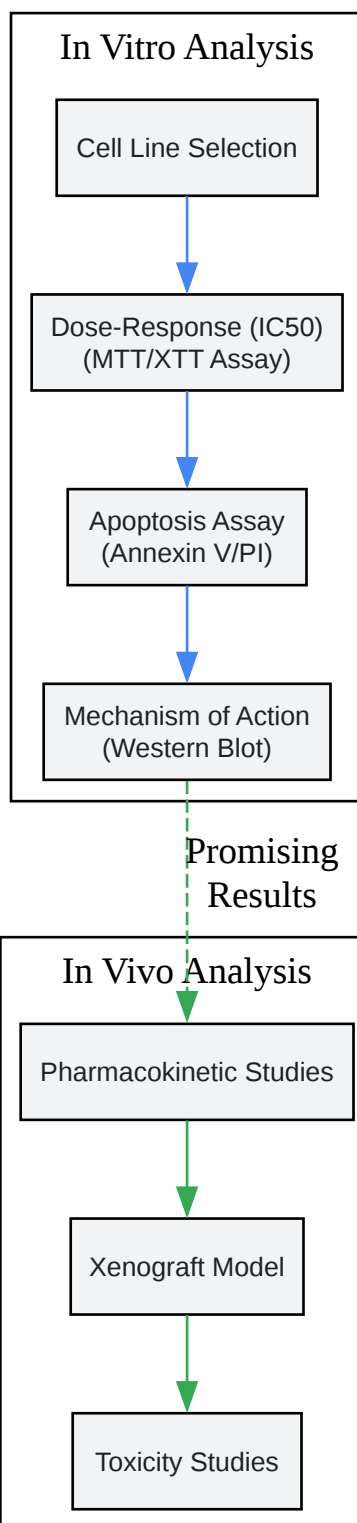 In Vitro Analysis
Cell Line Selection
Dose-Response (IC50)
(MTT/XTT Assay)
Apoptosis Assay
(Annexin V/PI)
Mechanism of Action
(Western Blot)
Promising
Results
In Vivo Analysis
Pharmacokinetic Studies
Xenograft Model
Toxicity Studies